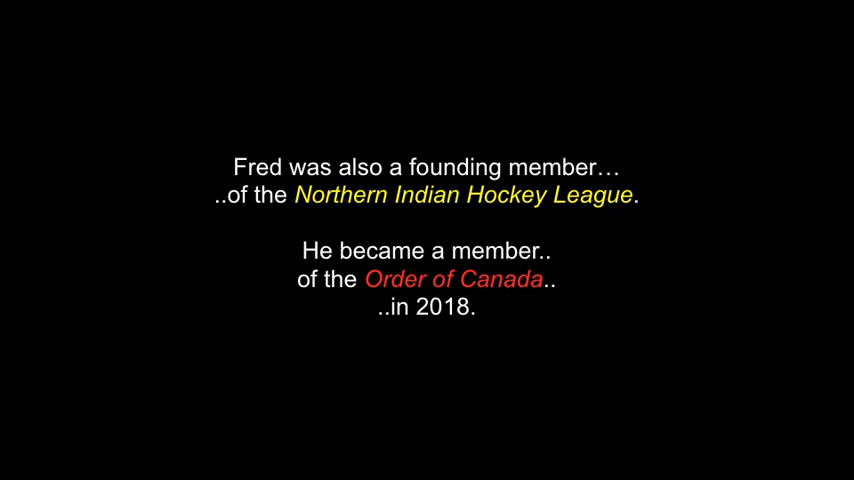 Fred was also a founding member…
..of the Northern Indian Hockey League.
He became a member..
of the Order of Canada..
..in 2018.